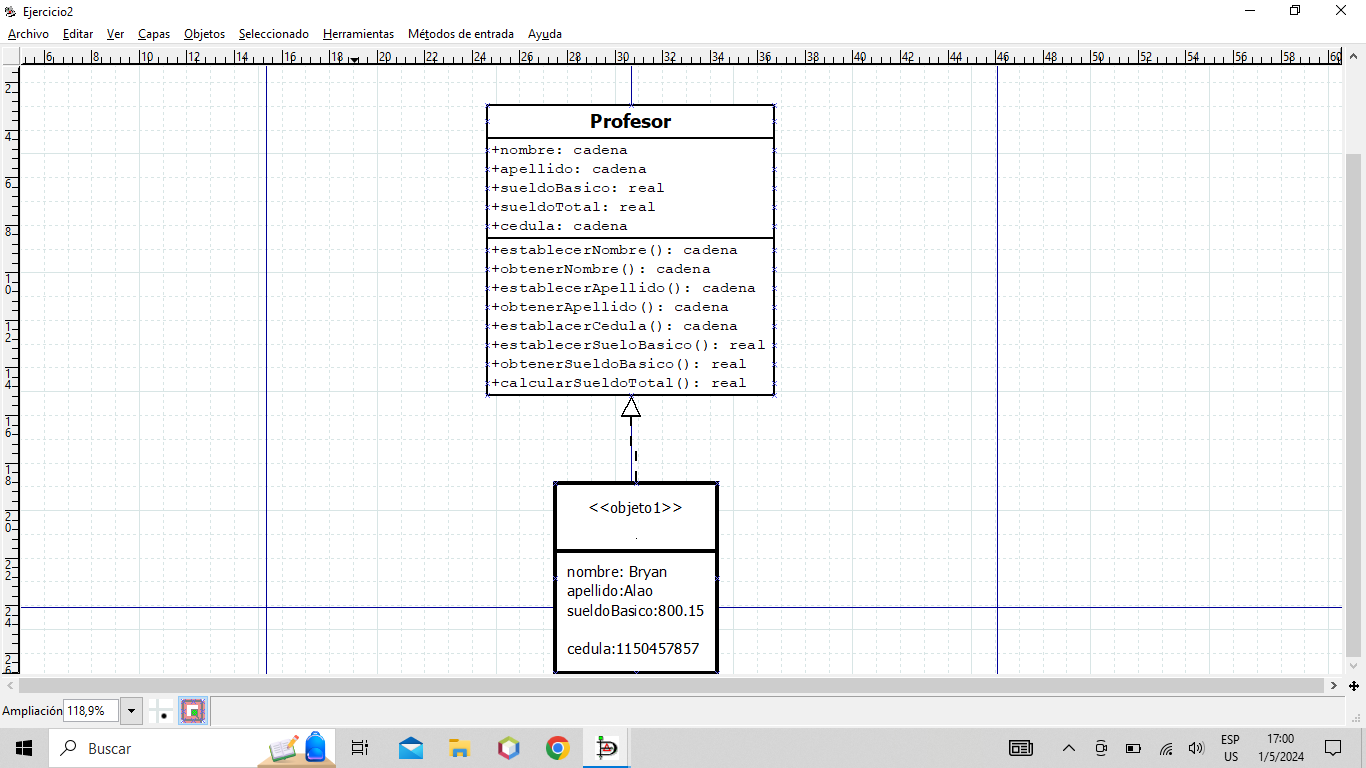 Ejercicio2
Archivo Editar Ver Capas Objetos Seleccionado Herramientas Métodos de entrada Ayuda
6 8 10 12 14 16 18 20 22 24 26 28 30 32 34 36 38 40 42 44 46 48 50 52 54 56 58 60
2
4
6
8
10
12
14
16
18
20
22
24
26
Profesor
+nombre: cadena
+apellido: cadena
+sueldoBasico: real
+sueldoTotal: real
+cedula: cadena
+establecerNombre(): cadena
+obtenerNombre(): cadena
+establecerApellido(): cadena
+obtenerApellido(): cadena
+establacerCedula(): cadena
+establecerSueloBasico(): real
+obtenerSueldoBasico(): real
+calcularSueldoTotal(): real
<<objeto1>>
.
nombre: Bryan
apellido:Alao
sueldoBasico:800.15
cedula:1150457857
Ampliación 118,9%
Buscar
ESP
US
17:00
1/5/2024